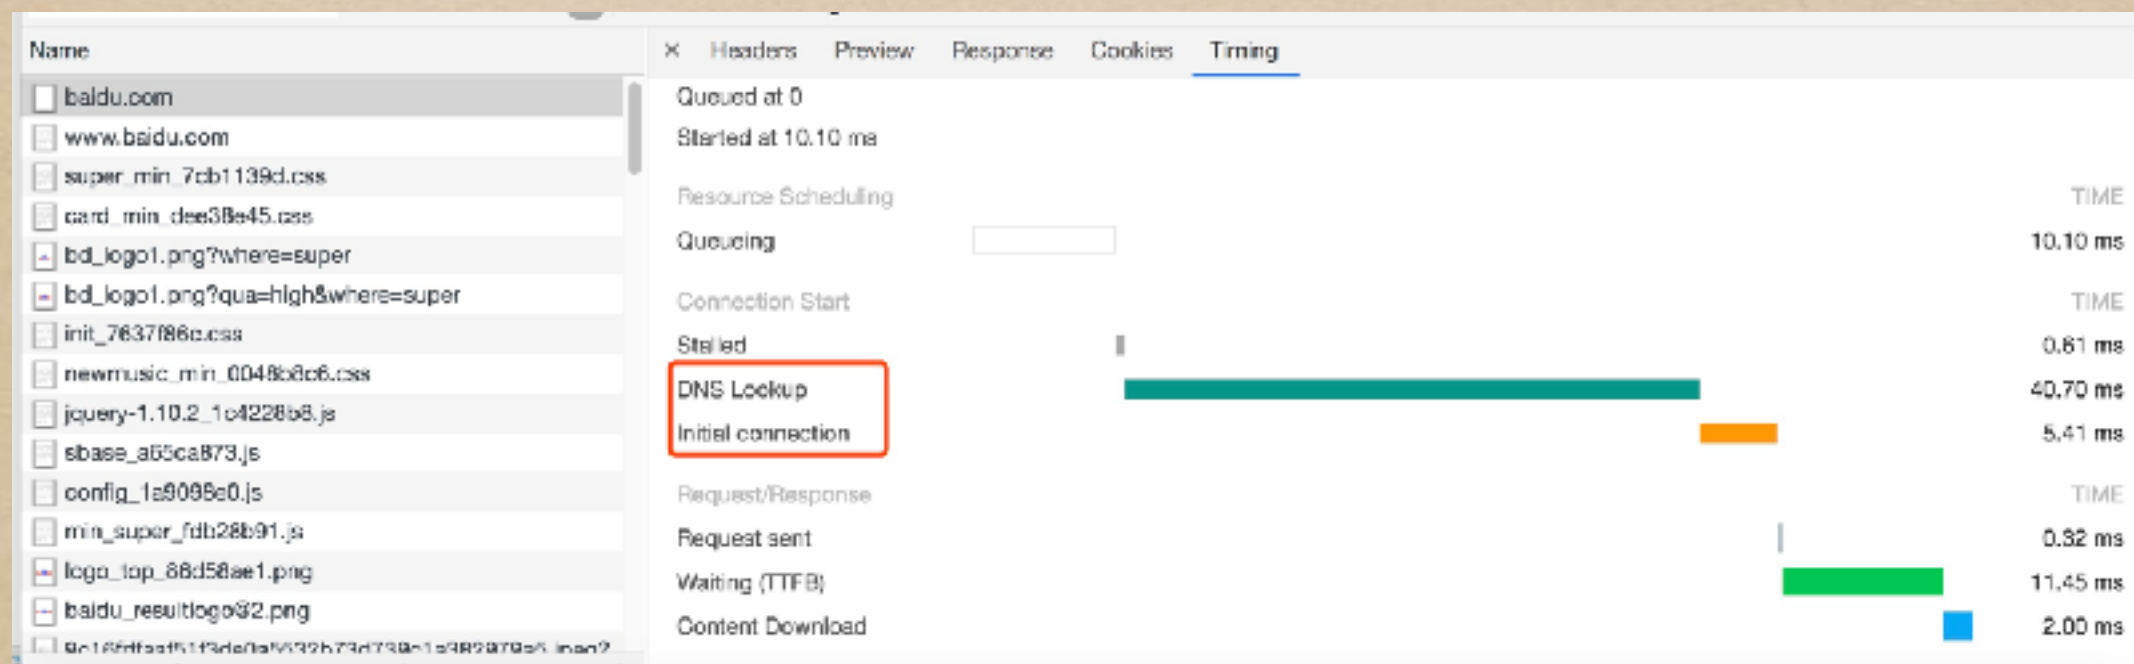 Name
× Headers Preview Response Cookies Timing
baidu.com
www.baidu.com
super_min_7cb1139d.css
card_min_dee38e45.css
bd_logo1.png?where=super
bd_logo1.png?qua=high&where=super
init_7637f86c.css
newmusic_min_0048b8c6.css
jquery-1.10.2_1c4228b8.js
sbase_a65ca873.js
config_1a9098e0.js
min_super_fdb28b91.js
logo_top_86d58ae1.png
baidu_resultlogo@2.png
Queued at 0
Started at 10.10 ms
Resource Scheduling TIME
Queueing 10.10 ms
Connection Start TIME
Stalled 0.61 ms
DNS Lookup 40.70 ms
Initial connection 5.41 ms
Request/Response TIME
Request sent 0.32 ms
Waiting (TTFB) 11.45 ms
Content Download 2.00 ms